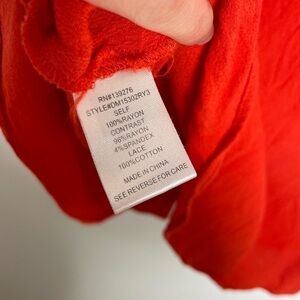 RN#139276
STYLE#DM15302RY3
SELF
100%RAYON
CONTRAST
96%RAYON
4%SPANDEX
LACE
100%COTTON
MADE IN CHINA
SEE REVERSE FOR CARE